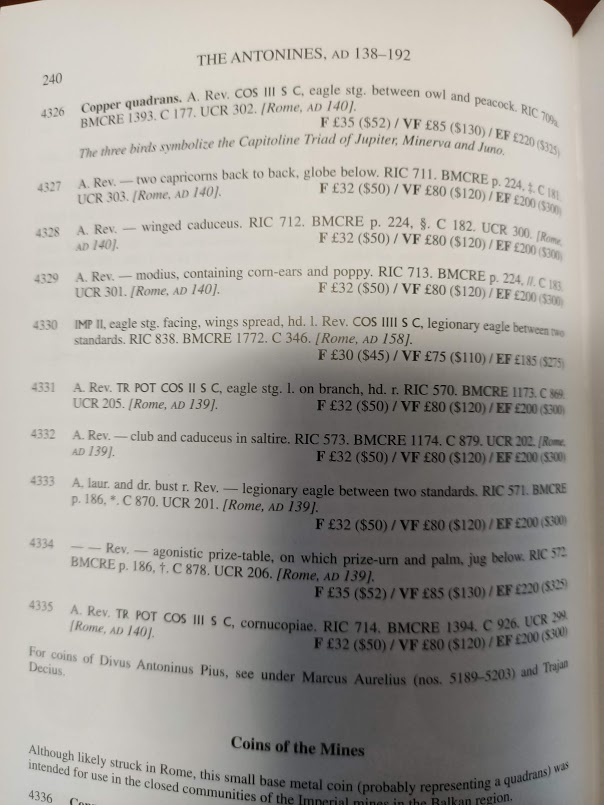 THE ANTONINES, AD 138–192
240
4326 Copper quadrans. A. Rev. COS III S C, eagle stg. between owl and peacock. RIC 709a.
BMCRE 1393. C 177. UCR 302. [Rome, AD 140].
F £35 ($52) / VF £85 ($130) / EF £220 ($325)
The three birds symbolize the Capitoline Triad of Jupiter, Minerva and Juno.
4327 A. Rev. — two capricorns back to back, globe below. RIC 711. BMCRE p. 224, ‡. C 181.
UCR 303. [Rome, AD 140]. F £32 ($50) / VF £80 ($120) / EF £200 ($300)
4328 A. Rev. — winged caduceus. RIC 712. BMCRE p. 224, §. C 182. UCR 300. [Rome,
AD 140]. F £32 ($50) / VF £80 ($120) / EF £200 ($300)
4329 A. Rev. — modius, containing corn-ears and poppy. RIC 713. BMCRE p. 224, //. C 183.
UCR 301. [Rome, AD 140]. F £32 ($50) / VF £80 ($120) / EF £200 ($300)
4330 IMP II, eagle stg. facing, wings spread, hd. l. Rev. COS IIII S C, legionary eagle between two
standards. RIC 838. BMCRE 1772. C 346. [Rome, AD 158].
F £30 ($45) / VF £75 ($110) / EF £185 ($275)
4331 A. Rev. TR POT COS II S C, eagle stg. l. on branch, hd. r. RIC 570. BMCRE 1173. C 869.
UCR 205. [Rome, AD 139]. F £32 ($50) / VF £80 ($120) / EF £200 ($300)
4332 A. Rev. — club and caduceus in saltire. RIC 573. BMCRE 1174. C 879. UCR 202. [Rome,
AD 139]. F £32 ($50) / VF £80 ($120) / EF £200 ($300)
4333 A, laur. and dr. bust r. Rev. — legionary eagle between two standards. RIC 571. BMCRE
p. 186, *. C 870. UCR 201. [Rome, AD 139].
F £32 ($50) / VF £80 ($120) / EF £200 ($300)
4334 — — Rev. — agonistic prize-table, on which prize-urn and palm, jug below. RIC 572.
BMCRE p. 186, †. C 878. UCR 206. [Rome, AD 139].
F £35 ($52) / VF £85 ($130) / EF £220 ($325)
4335 A. Rev. TR POT COS III S C, cornucopiae. RIC 714. BMCRE 1394. C 926. UCR 299.
[Rome, AD 140]. F £32 ($50) / VF £80 ($120) / EF £200 ($300)
For coins of Divus Antoninus Pius, see under Marcus Aurelius (nos. 5189–5203) and Trajan
Decius.
Coins of the Mines
Although likely struck in Rome, this small base metal coin (probably representing a quadrans) was
intended for use in the closed communities of the Imperial mines in the Balkan region.
4336